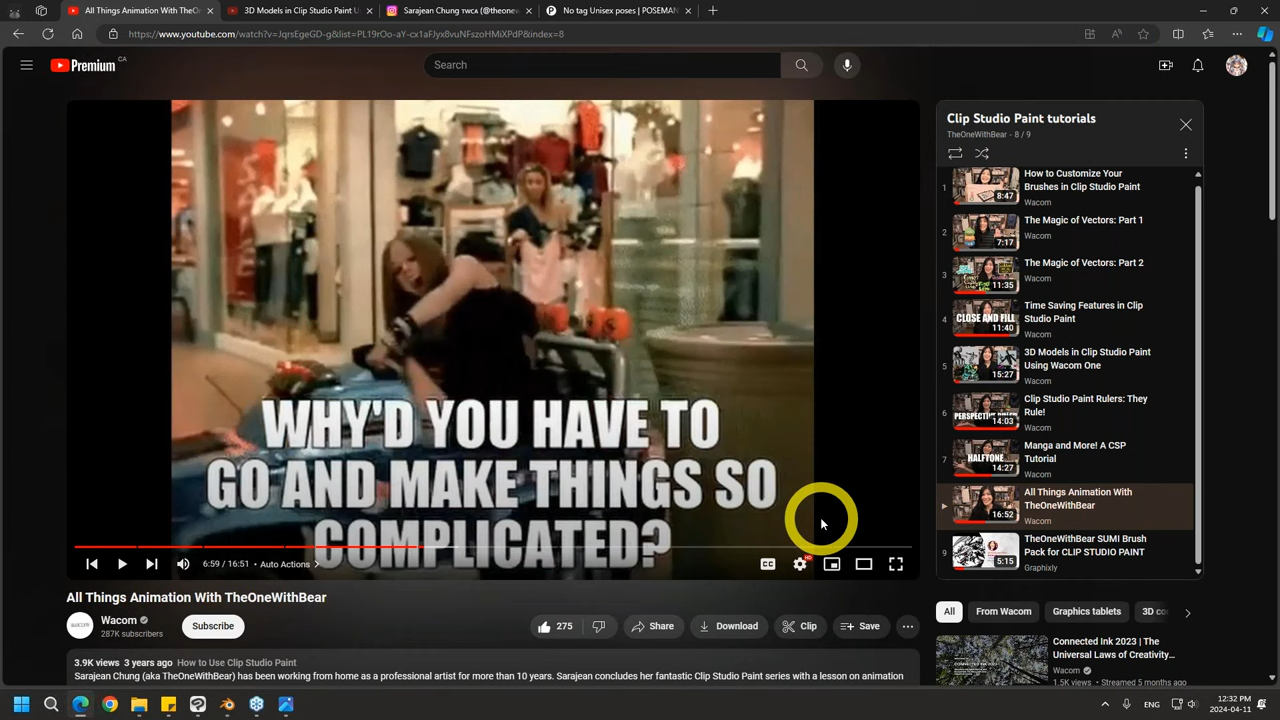 All Things Animation With TheOneW
3D Models in Clip Studio Paint U
Sarajean Chung TWCA (@theone
No tag Unisex poses | POSEMAN
https://www.youtube.com/watch?v=JqrsEgeGD-g&list=PL19rOo-aY-cx1aFJyx8vuNFszoHMiXPdP&index=8
Premium CA
Search
WHY'D YOU HAVE TO
GO AND MAKE THINGS SO
COMPLICATED?
6:59 / 16:51 · Auto Actions
HD
All Things Animation With TheOneWithBear
wacom
Wacom
287K subscribers
Subscribe
275
Share
Download
Clip
Save
3.9K views 3 years ago How to Use Clip Studio Paint
Sarajean Chung (aka TheOneWithBear) has been working from home as a professional artist for more than 10 years. Sarajean concludes her fantastic Clip Studio Paint series with a lesson on animation
Clip Studio Paint tutorials
TheOneWithBear - 8 / 9
1
8:47
How to Customize Your
Brushes in Clip Studio Paint
Wacom
2
7:17
The Magic of Vectors: Part 1
Wacom
3
11:35
The Magic of Vectors: Part 2
Wacom
4
CLOSE AND FILL
11:40
Time Saving Features in Clip
Studio Paint
Wacom
5
15:27
3D Models in Clip Studio Paint
Using Wacom One
Wacom
6
PERSPECTIVE RULER
14:03
Clip Studio Paint Rulers: They
Rule!
Wacom
7
HALFTONE
14:27
Manga and More! A CSP
Tutorial
Wacom
16:52
All Things Animation With
TheOneWithBear
Wacom
9
5:15
TheOneWithBear SUMI Brush
Pack for CLIP STUDIO PAINT
Graphixly
All
From Wacom
Graphics tablets
3D co
Connected Ink 2023 | The
Universal Laws of Creativity...
Wacom
1.5K views · Streamed 5 months ago
ENG
12:32 PM
2024-04-11